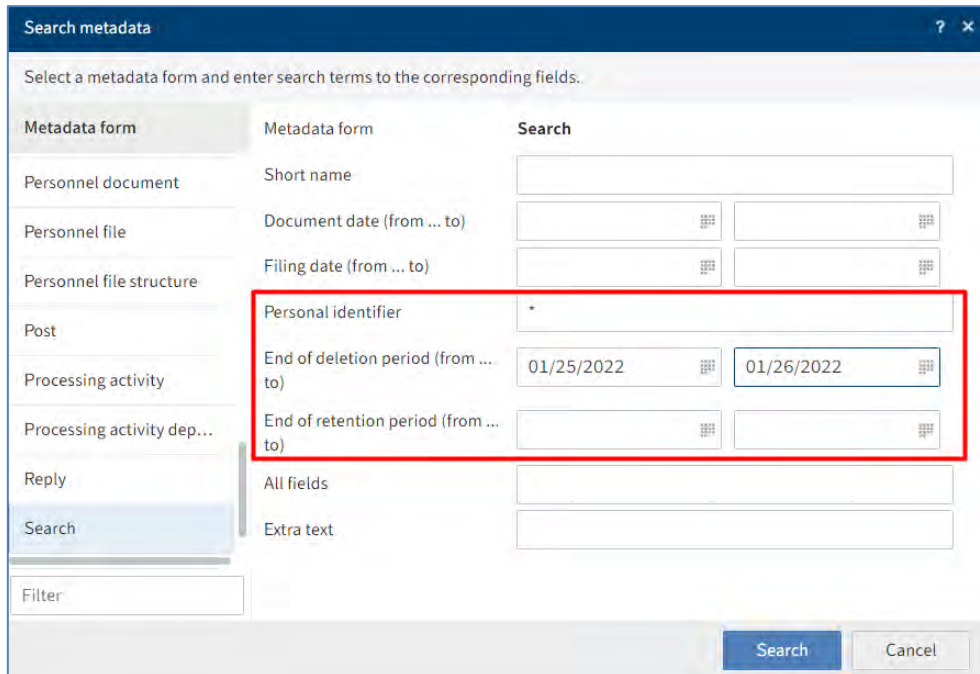 Search metadata ? ×
Select a metadata form and enter search terms to the corresponding fields.
Metadata form
Personnel document
Personnel file
Personnel file structure
Post
Processing activity
Processing activity dep...
Reply
Search
Filter
Metadata form Search
Short name
Document date (from ... to)
Filing date (from ... to)
Personal identifier *
End of deletion period (from ... 01/25/2022 01/26/2022
to)
End of retention period (from ...
to)
All fields
Extra text
Search Cancel